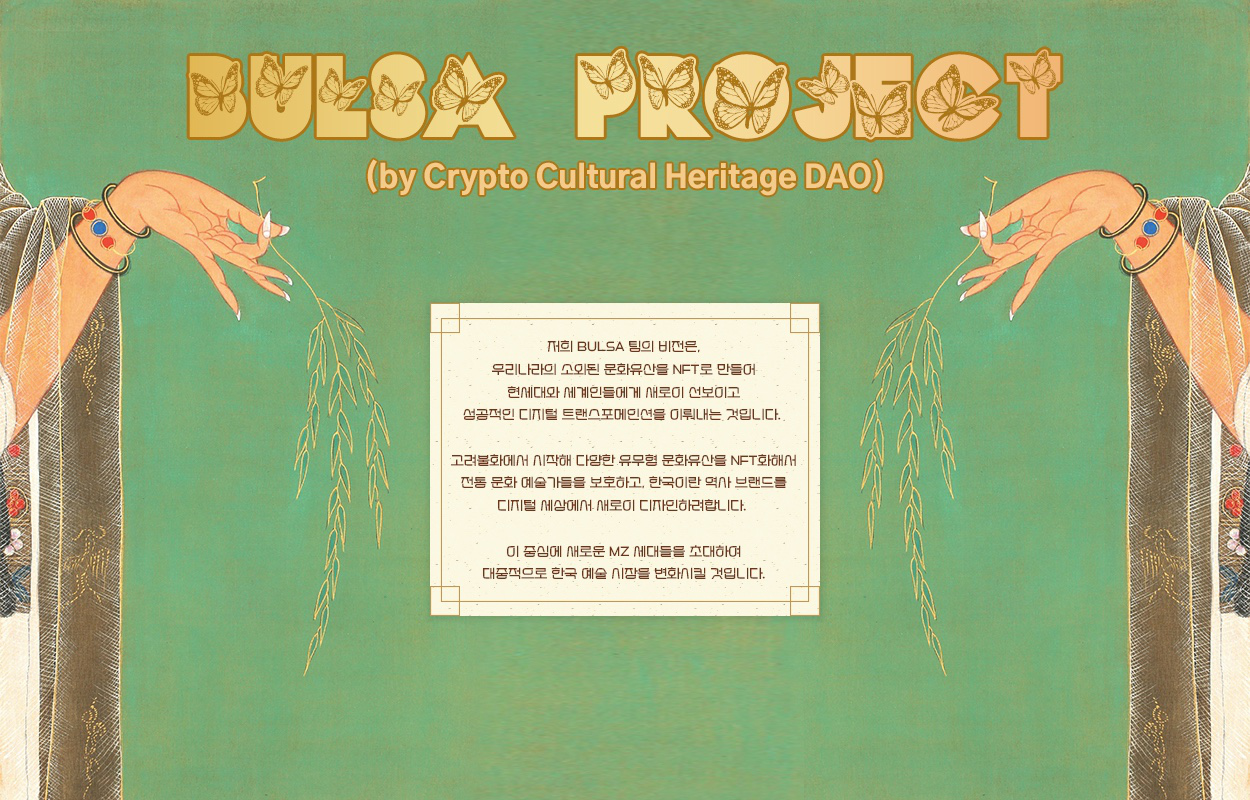 BULSA PROJECT
(by Crypto Cultural Heritage DAO)
저희 BULSA 팀의 비전은,
우리나라의 소외된 문화유산을 NFT로 만들어
현세대와 세계인들에게 새로이 선보이고
성공적인 디지털 트랜스포메인션을 이뤄내는 것입니다.
고려불화에서 시작해 다양한 유무형 문화유산을 NFT화해서
전통 문화 예술가들을 보호하고, 한국이란 역사 브랜드를
디지털 세상에서 새로이 디자인하려합니다.
이 중심에 새로운 MZ 세대들을 초대하여
대중적으로 한국 예술 시장을 변화시킬 것입니다.